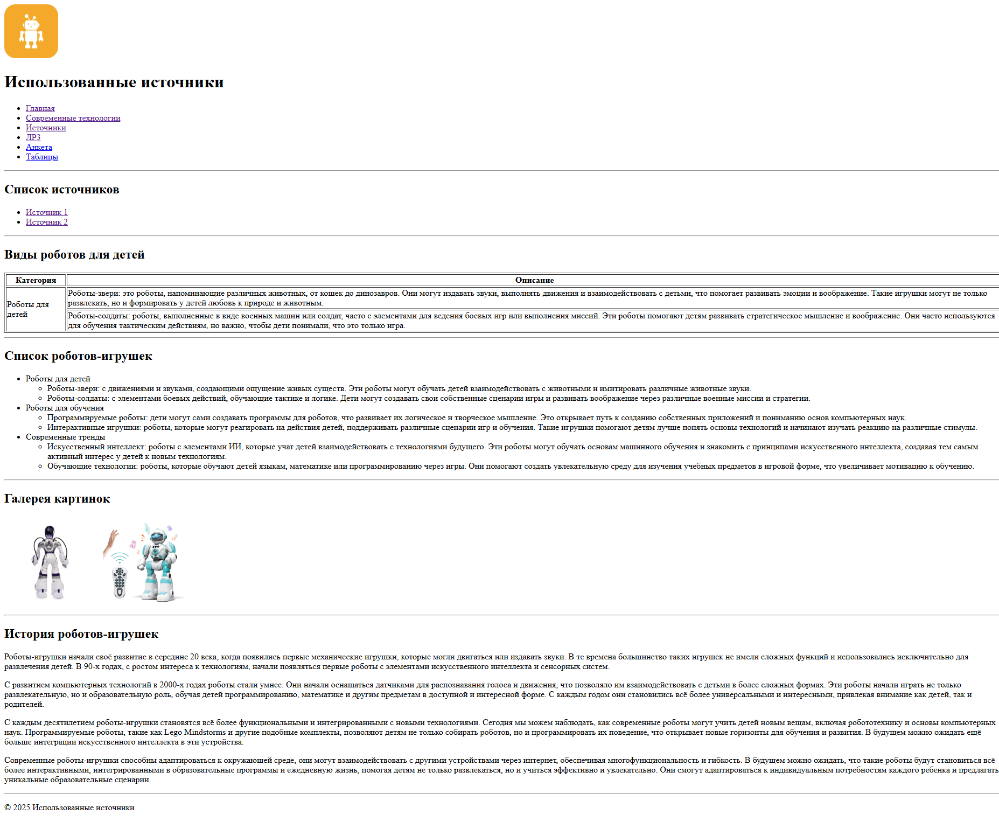 Использованные источники
Главная
Современные технологии
Источники
ЛР3
Анкета
Таблицы
Список источников
Источник 1
Источник 2
Виды роботов для детей
Категория
Описание
Роботы для
детей
Роботы-звери: это роботы, напоминающие различных животных, от кошек до динозавров. Они могут издавать звуки, выполнять движения и взаимодействовать с детьми, что помогает развивать эмоции и воображение. Такие игрушки могут не только
развлекать, но и формировать у детей любовь к природе и животным.
Роботы-солдаты: роботы, выполненные в виде военных машин или солдат, часто с элементами для ведения боевых игр или выполнения миссий. Эти роботы помогают детям развивать стратегическое мышление и воображение. Они часто используются
для обучения тактическим действиям, но важно, чтобы дети понимали, что это только игра.
Список роботов-игрушек
Роботы для детей
Роботы-звери: с движениями и звуками, создающими ощущение живых существ. Эти роботы могут обучать детей взаимодействовать с животными и имитировать различные животные звуки.
Роботы-солдаты: с элементами боевых действий, обучающие тактике и логике. Дети могут создавать свои собственные сценарии игры и развивать воображение через различные военные миссии и стратегии.
Роботы для обучения
Программируемые роботы: дети могут сами создавать программы для роботов, что развивает их логическое и творческое мышление. Это открывает путь к созданию собственных приложений и пониманию основ компьютерных наук.
Интерактивные игрушки: роботы, которые могут реагировать на действия детей, поддерживать различные сценарии игр и обучения. Такие игрушки помогают детям лучше понять основы технологий и начинают изучать реакцию на различные стимулы.
Современные тренды
Искусственный интеллект: роботы с элементами ИИ, которые учат детей взаимодействовать с технологиями будущего. Эти роботы могут обучать основам машинного обучения и знакомить с принципами искусственного интеллекта, создавая тем самым
активный интерес у детей к новым технологиям.
Обучающие технологии: роботы, которые обучают детей языкам, математике или программированию через игры. Они помогают создать увлекательную среду для изучения учебных предметов в игровой форме, что увеличивает мотивацию к обучению.
Галерея картинок
История роботов-игрушек
Роботы-игрушки начали своё развитие в середине 20 века, когда появились первые механические игрушки, которые могли двигаться или издавать звуки. В те времена большинство таких игрушек не имели сложных функций и использовались исключительно для
развлечения детей. В 90-х годах, с ростом интереса к технологиям, начали появляться первые роботы с элементами искусственного интеллекта и сенсорных систем.
С развитием компьютерных технологий в 2000-х годах роботы стали умнее. Они начали оснащаться датчиками для распознавания голоса и движения, что позволяло им взаимодействовать с детьми в более сложных формах. Эти роботы начали играть не только
развлекательную, но и образовательную роль, обучая детей программированию, математике и другим предметам в доступной и интересной форме. С каждым годом они становились всё более универсальными и интересными, привлекая внимание как детей, так и
родителей.
С каждым десятилетием роботы-игрушки становятся всё более функциональными и интегрированными с новыми технологиями. Сегодня мы можем наблюдать, как современные роботы могут учить детей новым вещам, включая робототехнику и основы компьютерных
наук. Программируемые роботы, такие как Lego Mindstorms и другие подобные комплекты, позволяют детям не только собирать роботов, но и программировать их поведение, что открывает новые горизонты для обучения и развития. В будущем можно ожидать ещё
больше интеграции искусственного интеллекта в эти устройства.
Современные роботы-игрушки способны адаптироваться к окружающей среде, они могут взаимодействовать с другими устройствами через интернет, обеспечивая многофункциональность и гибкость. В будущем можно ожидать, что такие роботы будут становиться всё
более интерактивными, интегрированными в образовательные программы и ежедневную жизнь, помогая детям не только развлекаться, но и учиться эффективно и увлекательно. Они смогут адаптироваться к индивидуальным потребностям каждого ребенка и предлагать
уникальные образовательные сценарии.
© 2025 Использованные источники